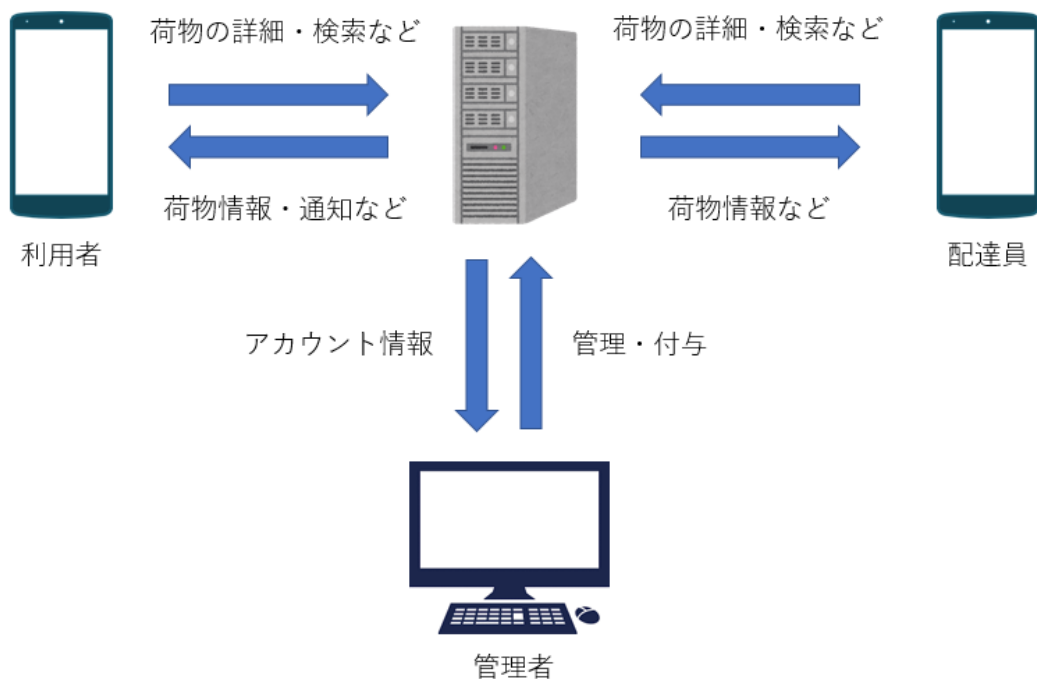 荷物の詳細・検索など
荷物の詳細・検索など
荷物情報・通知など
荷物情報など
利用者
配達員
アカウント情報
管理・付与
管理者